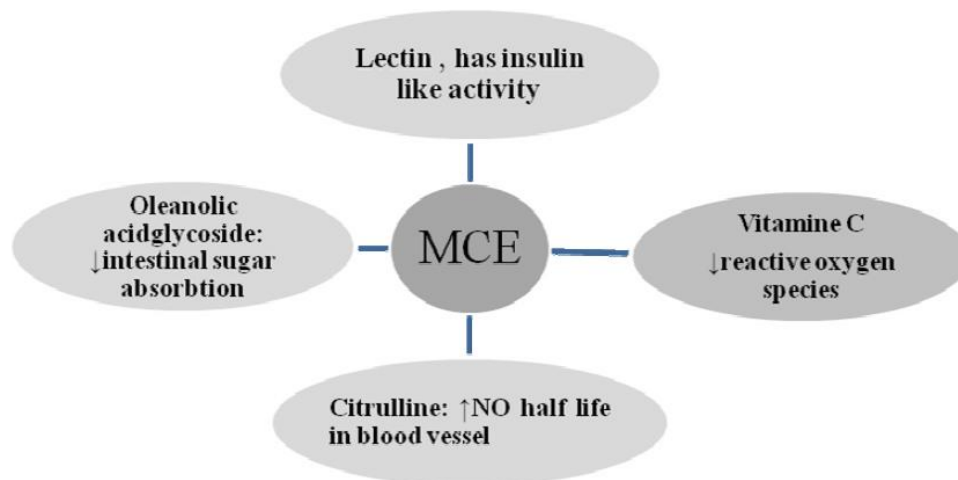 Lectin , has insulin
like activity
Oleanolic
acidglycoside:
↓intestinal sugar
absorbtion
MCE
Vitamine C
↓reactive oxygen
species
Citrulline: ↑NO half life
in blood vessel